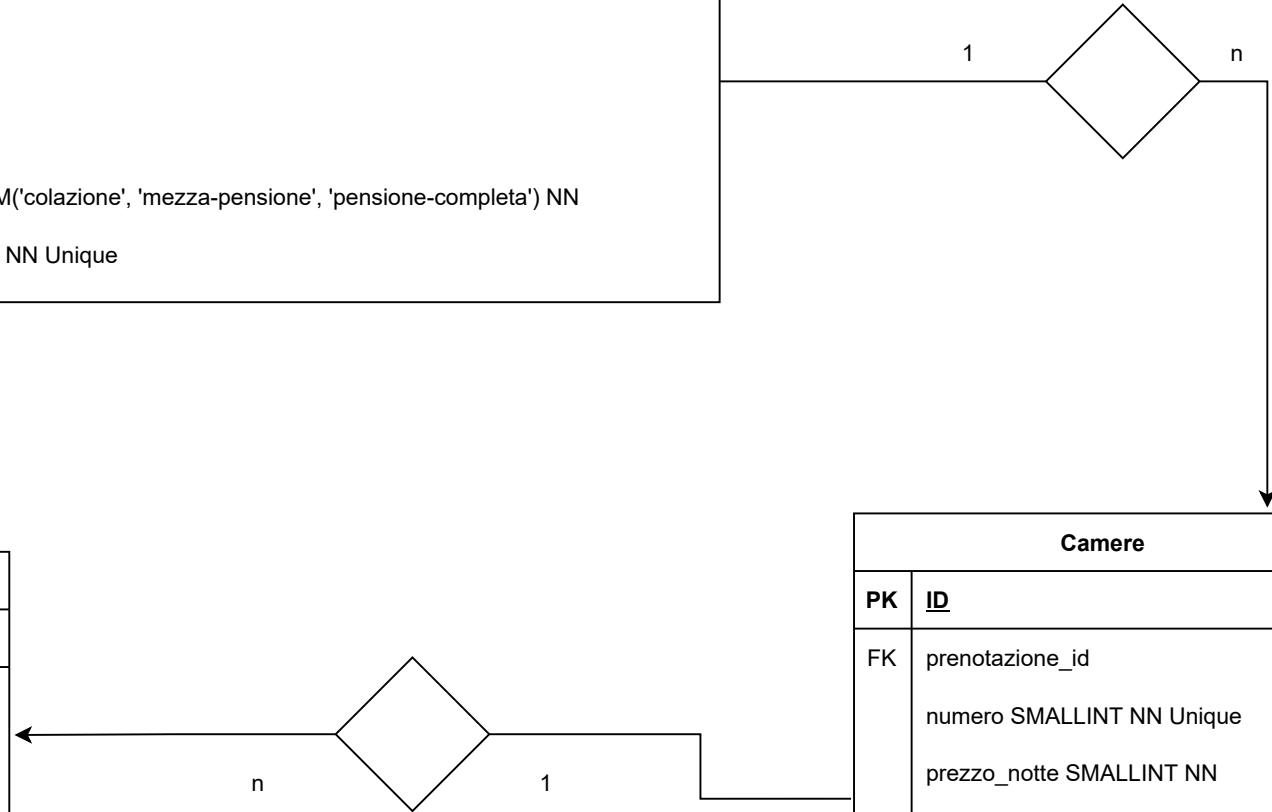 1
n
'colazione', 'mezza-pensione', 'pensione-completa') NN
NN Unique
Camere
PK ID
FK prenotazione_id
numero SMALLINT NN Unique
prezzo_notte SMALLINT NN
n
1